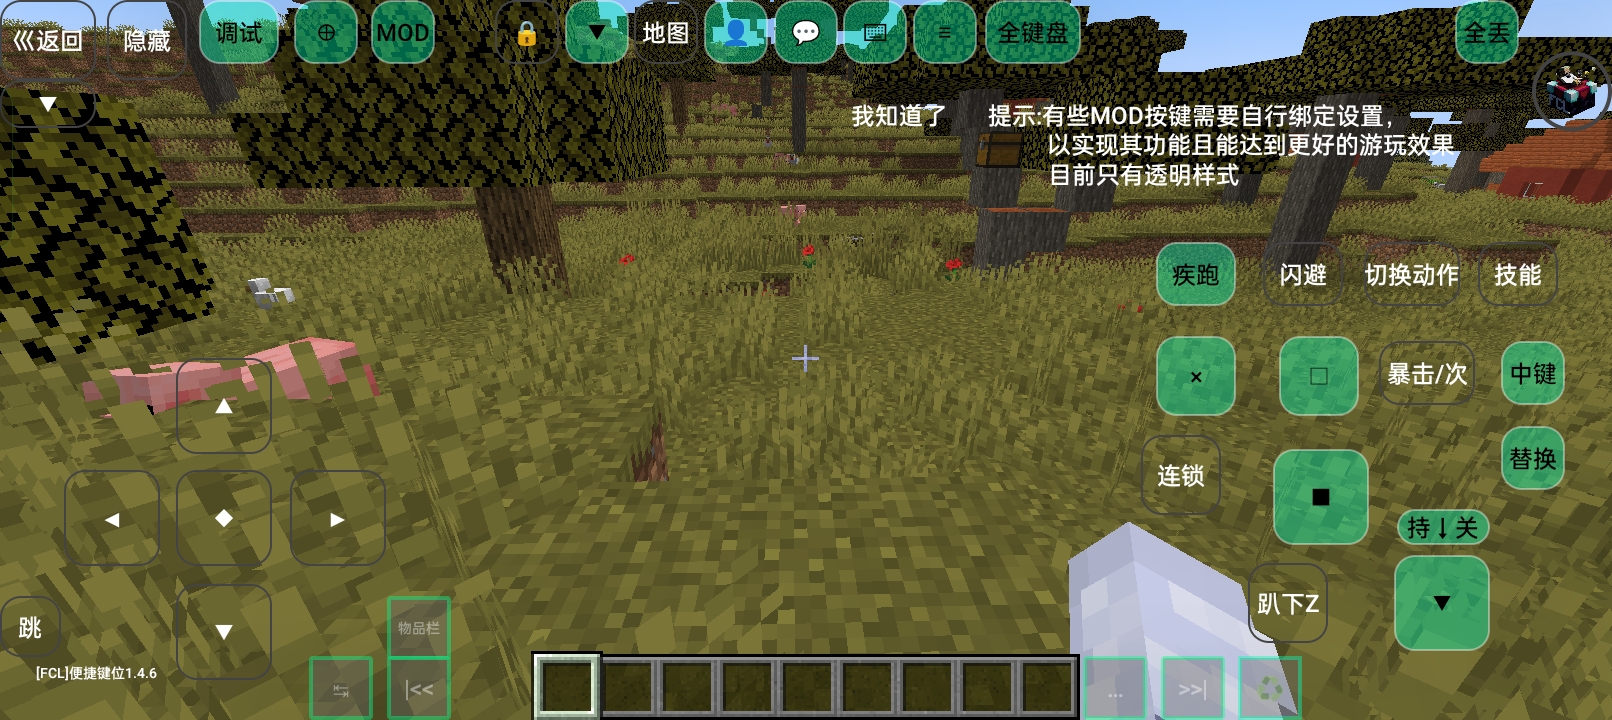 巛返回
隐藏
调试
⊕
MOD
🔒
▼
地图
👤
💬
⌨
≡
全键盘
全丢
▼
我知道了
提示:有些MOD按键需要自行绑定设置，
以实现其功能且能达到更好的游玩效果
目前只有透明样式
疾跑
闪避
切换动作
技能
×
□
暴击/次
中键
▲
连锁
替换
◀
◆
▶
■
持↓关
跳
▼
物品栏
趴下Z
▼
[FCL]便捷键位1.4.6
⇆
|<<
...
>>|
♻